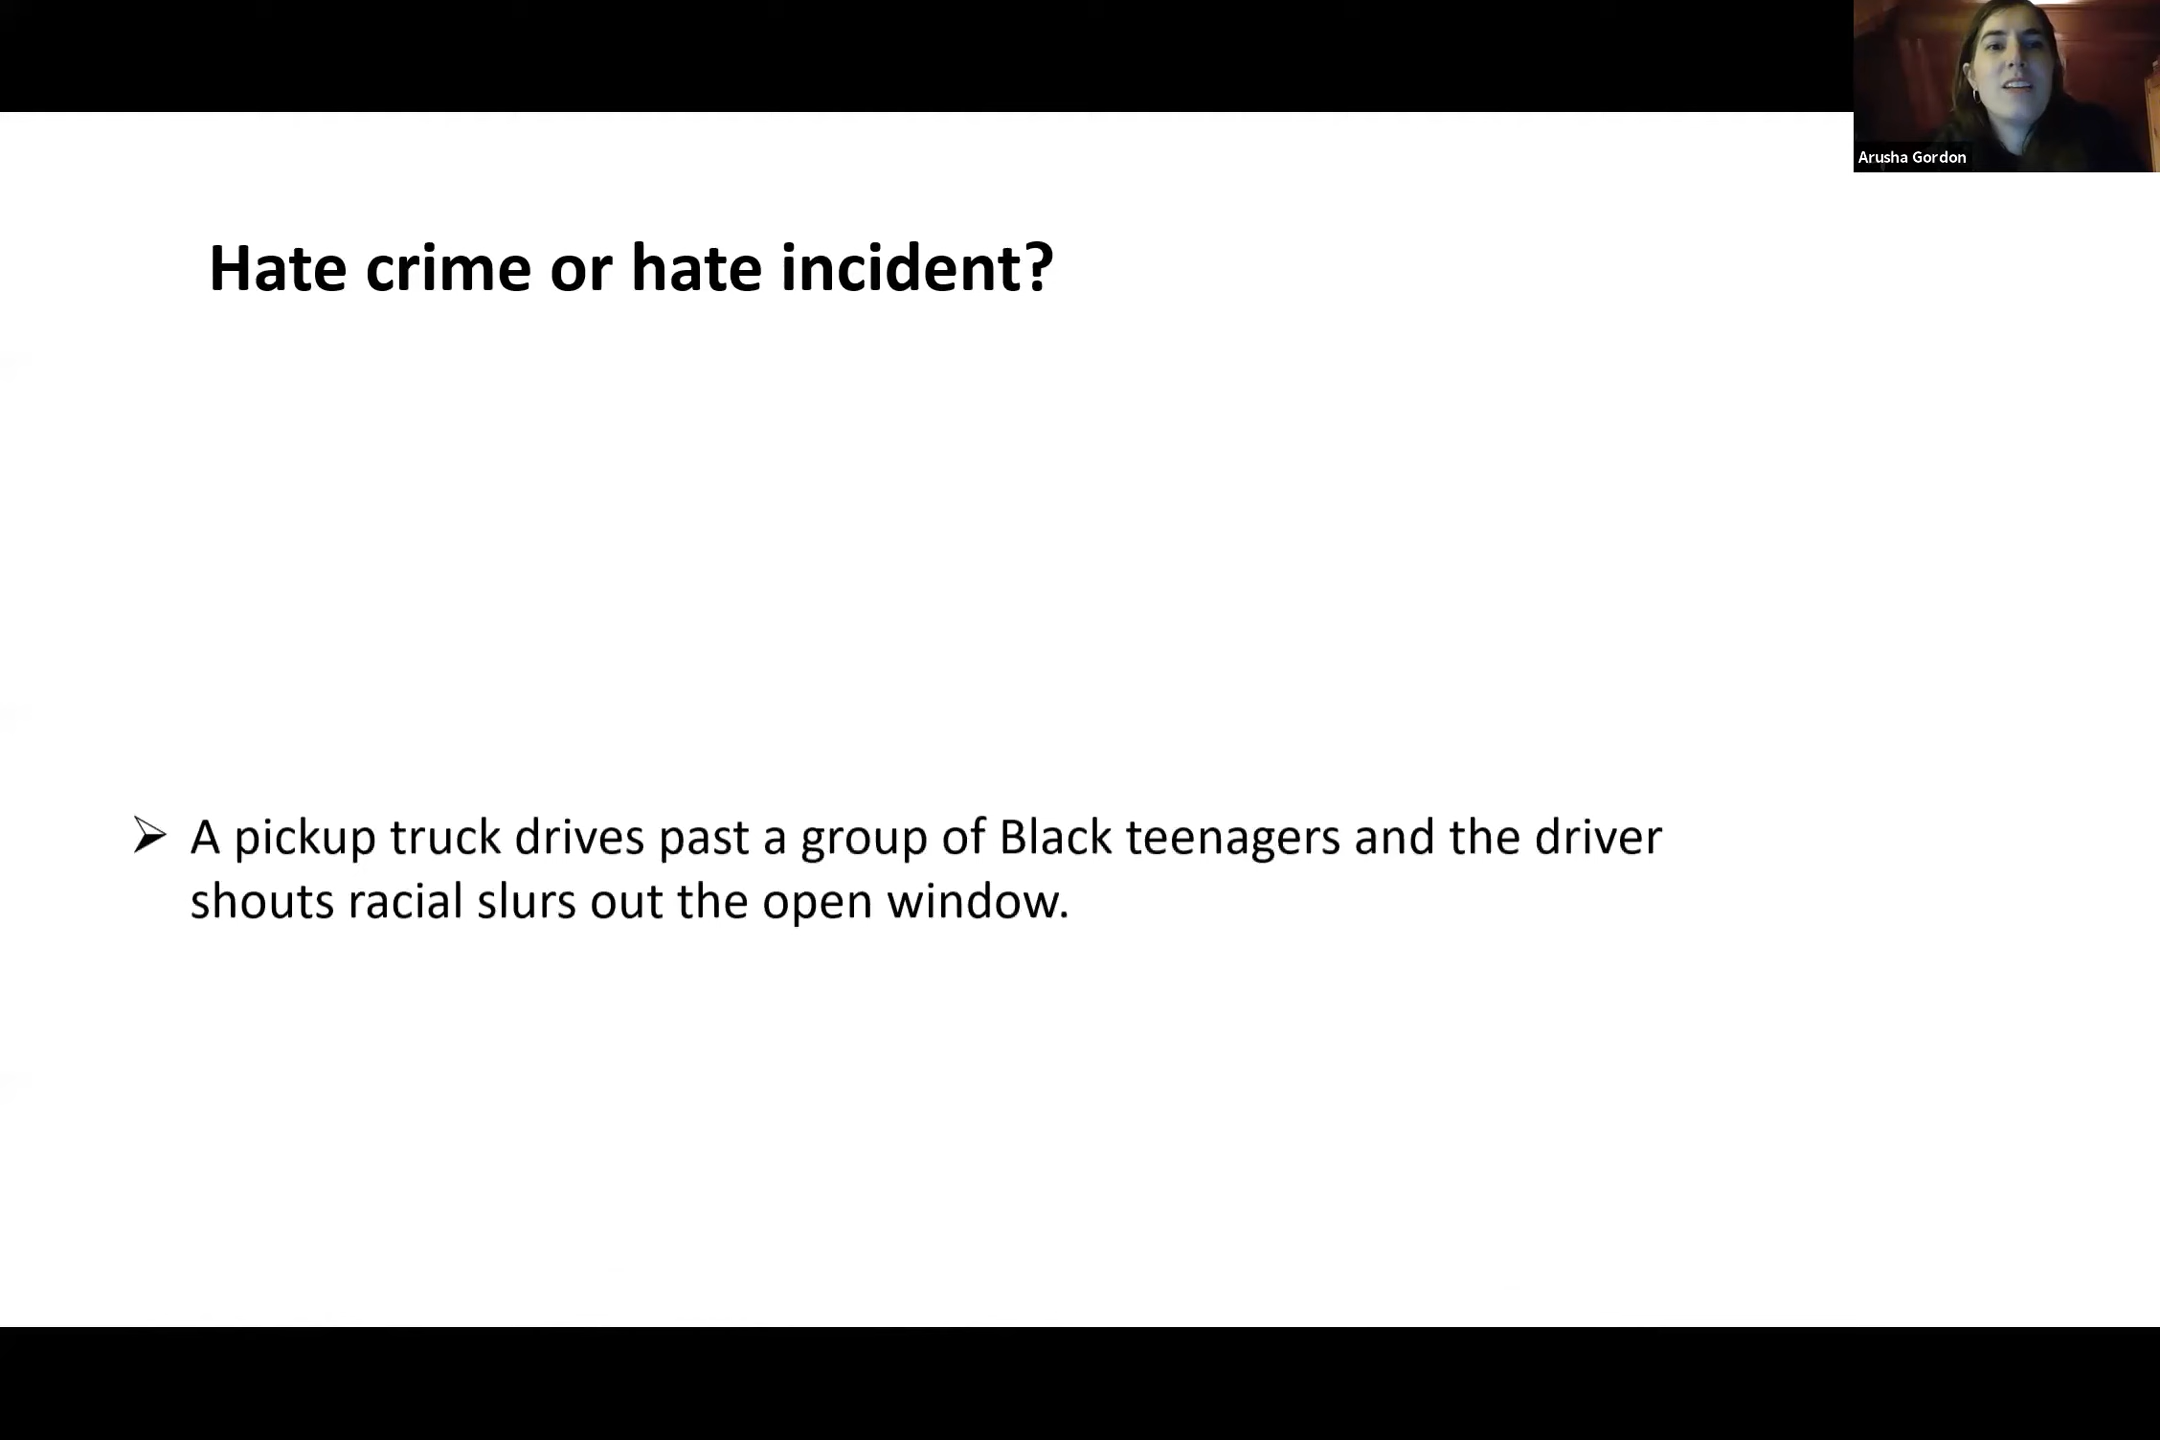 Arusha Gordon
Hate crime or hate incident?
➢ A pickup truck drives past a group of Black teenagers and the driver
shouts racial slurs out the open window.